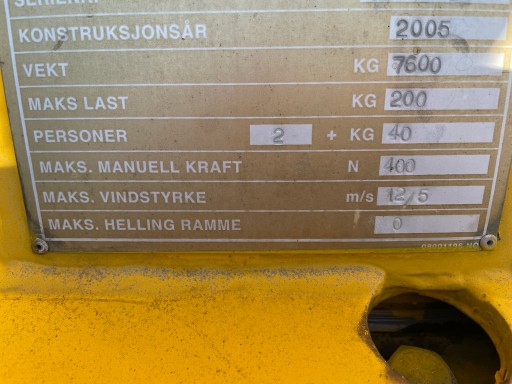 KONSTRUKSJONSÅR 2005
VEKT KG 7600
MAKS LAST KG 200
PERSONER 2 + KG 40
MAKS. MANUELL KRAFT N 400
MAKS. VINDSTYRKE m/s 12,5
MAKS. HELLING RAMME 0